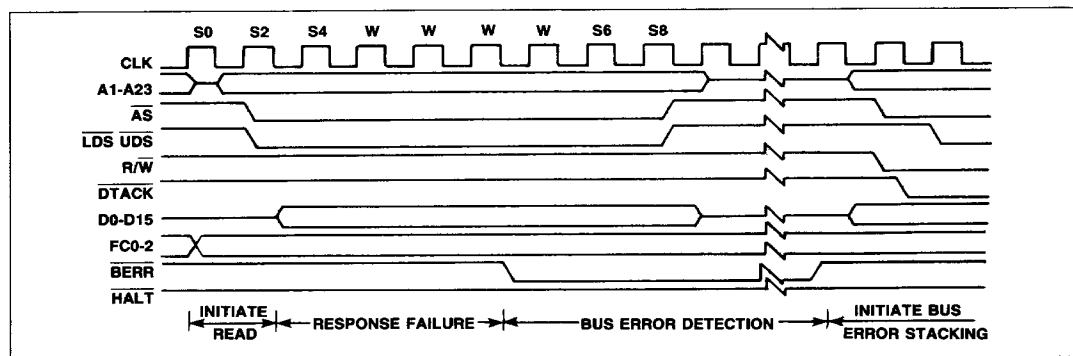 S0 S2 S4 W W W W S6 S8
CLK
A1-A23
AS
LDS UDS
R/W
DTACK
D0-D15
FC0-2
BERR
HALT
INITIATE READ
RESPONSE FAILURE
BUS ERROR DETECTION
INITIATE BUS ERROR STACKING